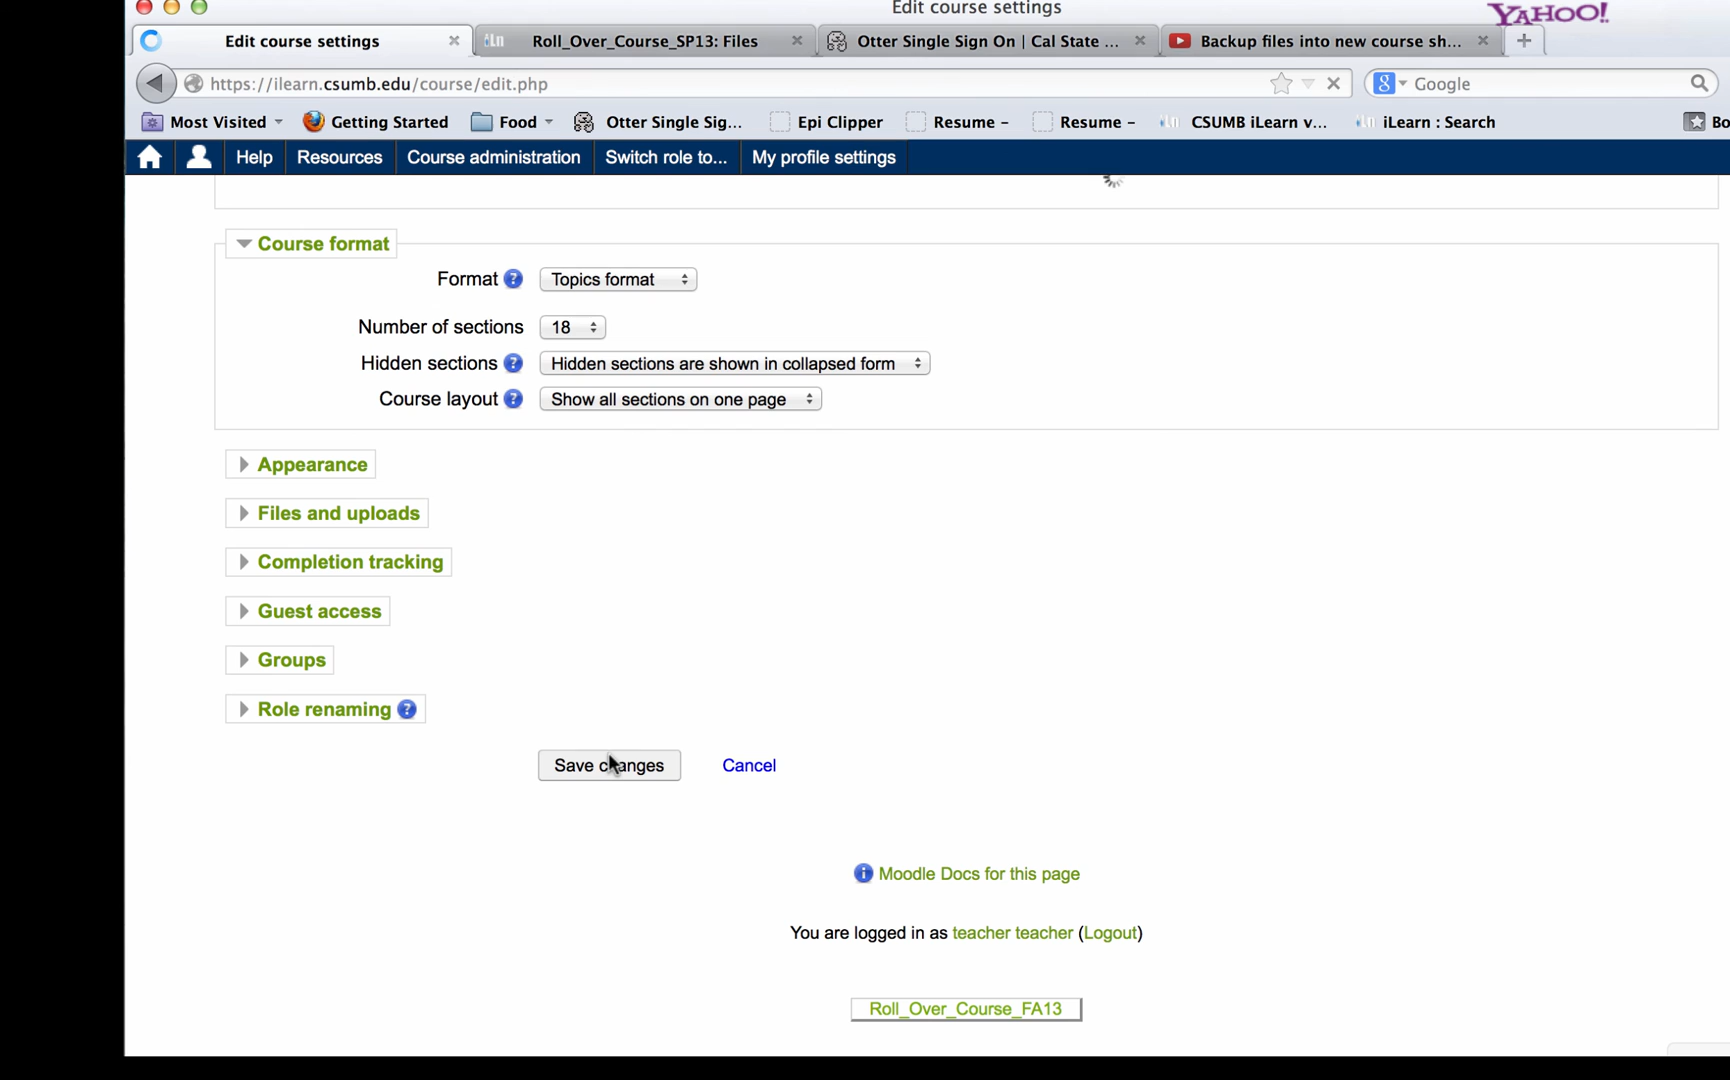 Edit course settings
YAHOO!
Edit course settings
Roll_Over_Course_SP13: Files
Otter Single Sign On | Cal State ...
Backup files into new course sh...
https://ilearn.csumb.edu/course/edit.php
Google
Most Visited
Getting Started
Food
Otter Single Sig...
Epi Clipper
Resume –
Resume –
CSUMB iLearn v...
iLearn : Search
Bo
Help
Resources
Course administration
Switch role to...
My profile settings
Course format
Format
Topics format
Number of sections
18
Hidden sections
Hidden sections are shown in collapsed form
Course layout
Show all sections on one page
Appearance
Files and uploads
Completion tracking
Guest access
Groups
Role renaming
Save changes
Cancel
Moodle Docs for this page
You are logged in as teacher teacher (Logout)
Roll_Over_Course_FA13